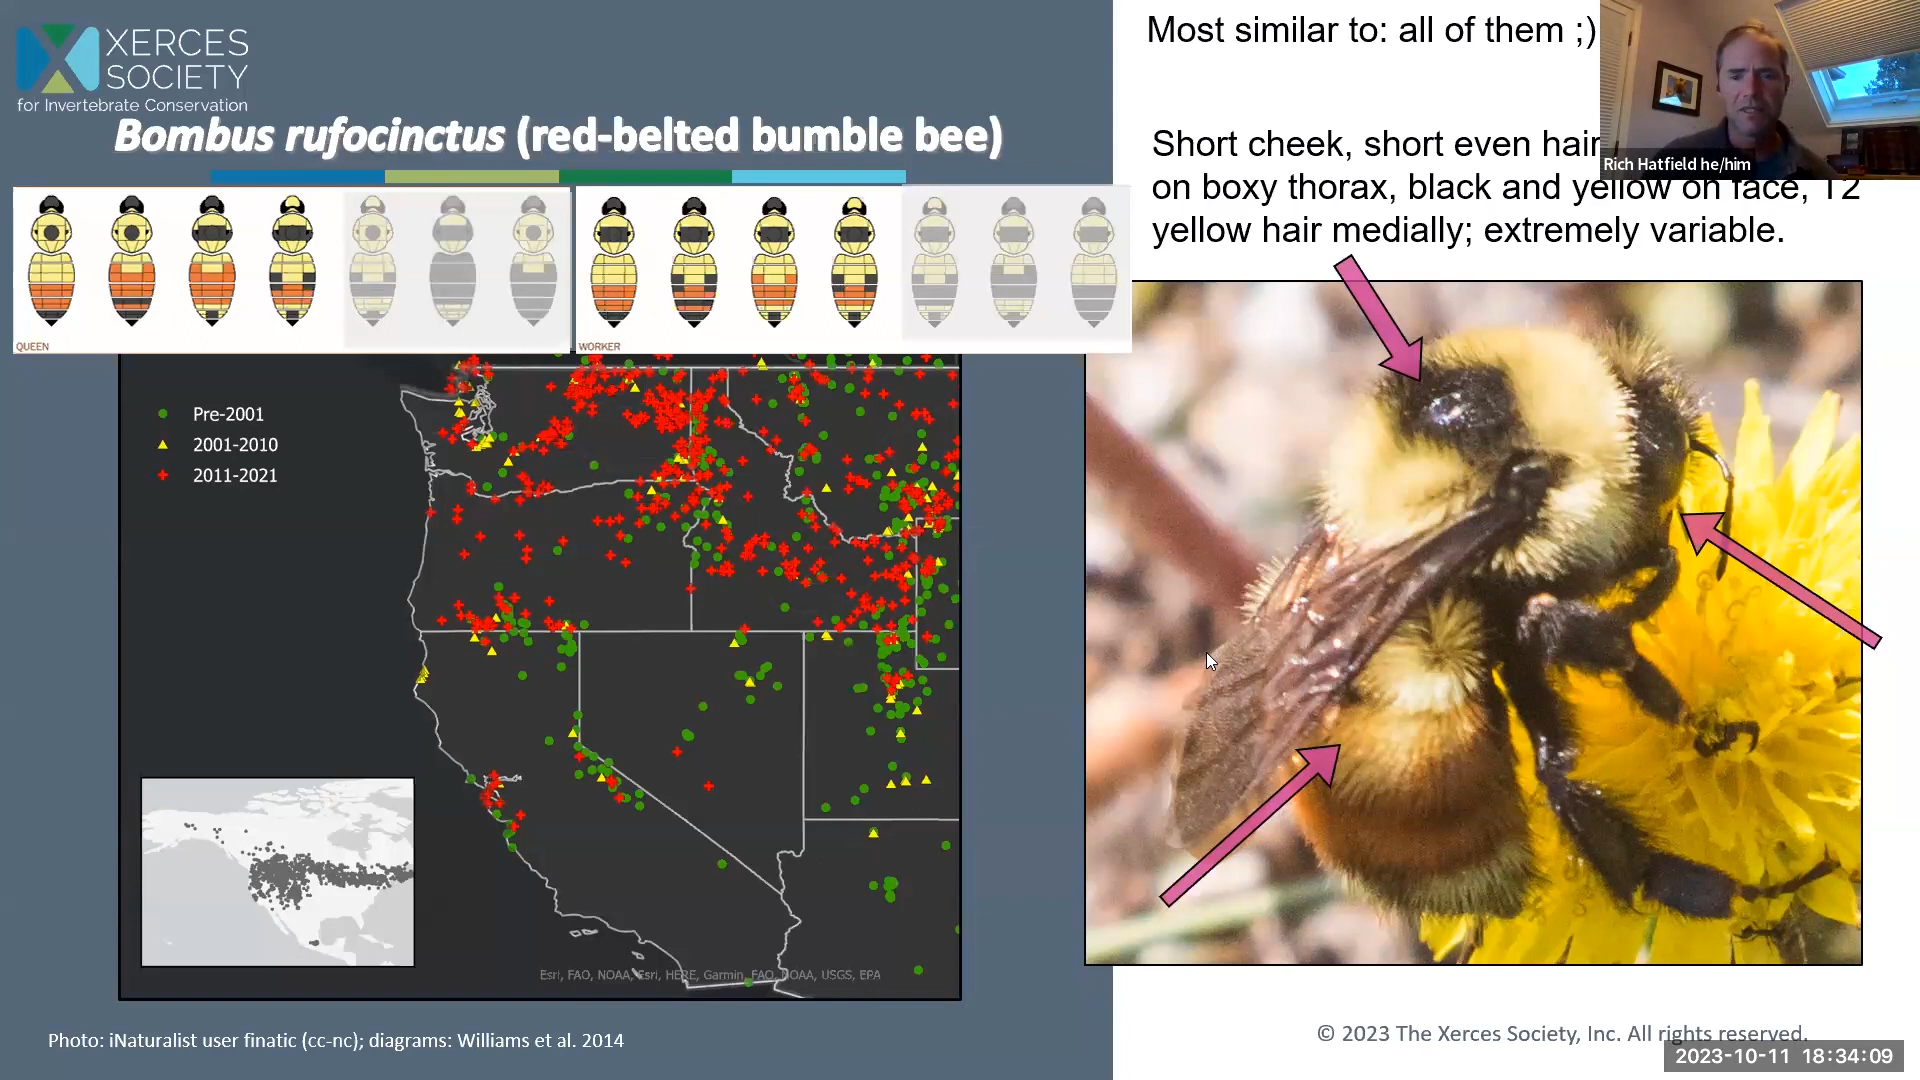 XERCES
SOCIETY
for Invertebrate Conservation
Bombus rufocinctus (red-belted bumble bee)
QUEEN
WORKER
Pre-2001
2001-2010
2011-2021
Esri, FAO, NOAA, Esri, HERE, Garmin, FAO, NOAA, USGS, EPA
Photo: iNaturalist user finatic (cc-nc); diagrams: Williams et al. 2014
Most similar to: all of them ;)
Short cheek, short even hair
on boxy thorax, black and yellow on face, T2
yellow hair medially; extremely variable.
Rich Hatfield he/him
© 2023 The Xerces Society, Inc. All rights reserved.
2023-10-11 18:34:09